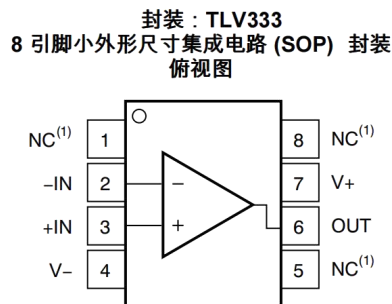 封装：TLV333
8 引脚小外形尺寸集成电路 (SOP) 封装
俯视图
NC(1) 1 8 NC(1)
–IN 2 − 7 V+
+IN 3 + 6 OUT
V– 4 5 NC(1)